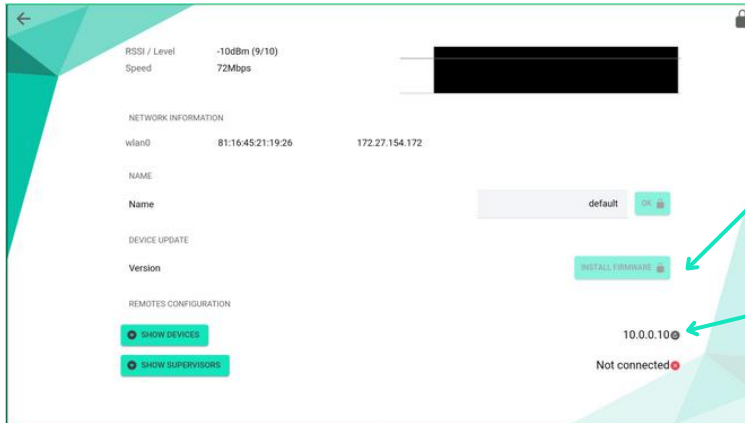 RSSI / Level -10dBm (9/10)
Speed 72Mbps
NETWORK INFORMATION
wlan0 81:16:45:21:19:26 172.27.154.172
NAME
Name default OK
DEVICE UPDATE
Version INSTALL FIRMWARE
REMOTES CONFIGURATION
SHOW DEVICES 10.0.0.10
SHOW SUPERVISORS Not connected